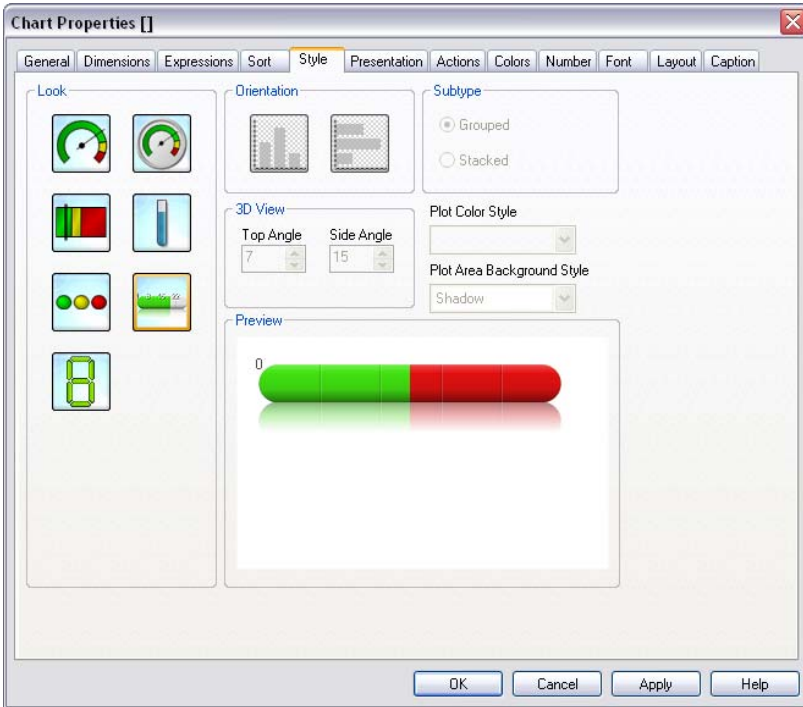 Chart Properties []
General Dimensions Expressions Sort Style Presentation Actions Colors Number Font Layout Caption
Look
Orientation
Subtype
Grouped
Stacked
3D View
Top Angle Side Angle
7 15
Plot Color Style
Plot Area Background Style
Shadow
Preview
0
OK Cancel Apply Help